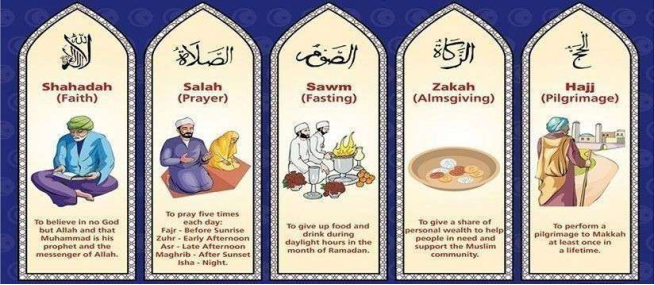 Shahadah
(Faith)
To believe in no God
but Allah and that
Muhammad is his
prophet and the
messenger of Allah.
الصلاة
Salah
(Prayer)
To pray five times
each day:
Fajr - Before Sunrise
Zuhr - Early Afternoon
Asr - Late Afternoon
Maghrib - After Sunset
Isha - Night.
الصوم
Sawm
(Fasting)
To give up food and
drink during
daylight hours in the
month of Ramadan.
الزكاة
Zakah
(Almsgiving)
To give a share of
personal wealth to help
people in need and
support the Muslim
community.
الحج
Hajj
(Pilgrimage)
To perform a
pilgrimage to Makkah
at least once in
a lifetime.